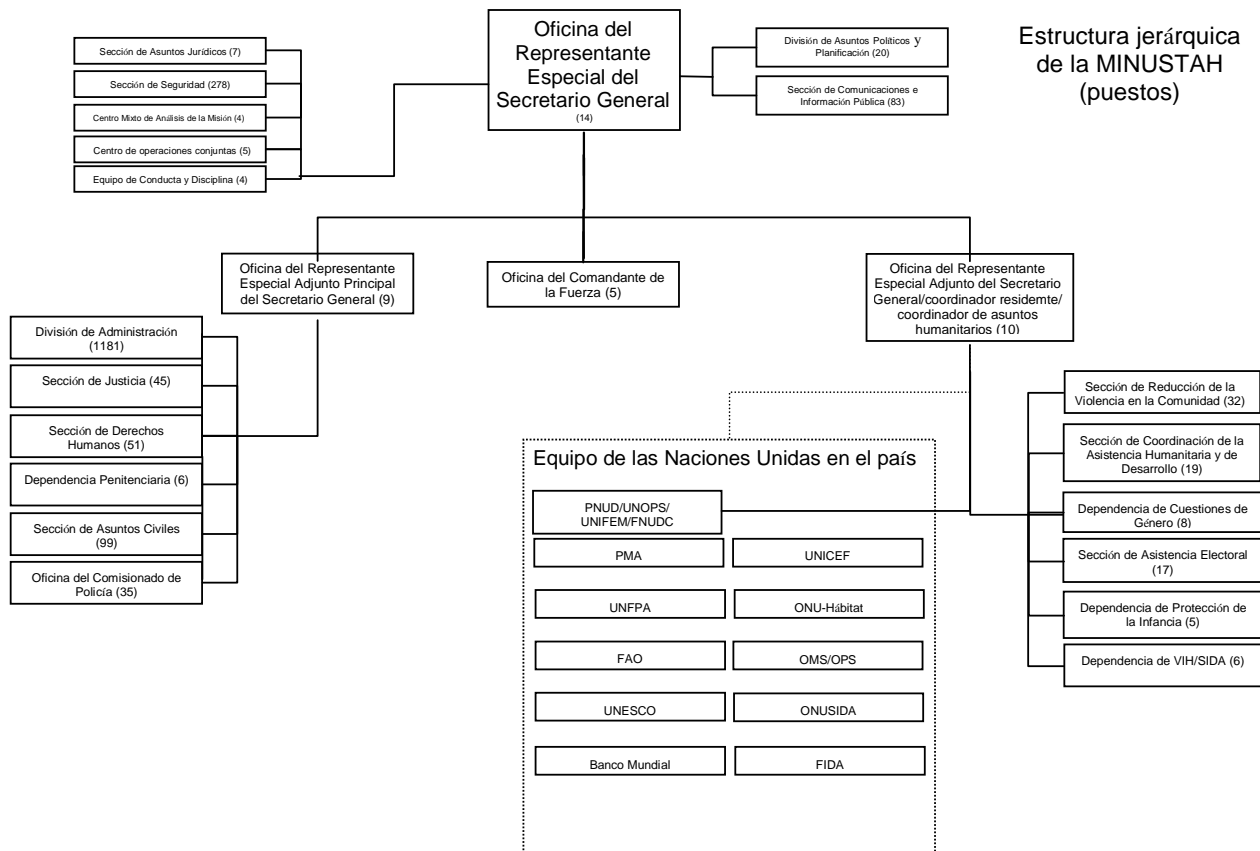 Oficina del
Representante
Especial del
Secretario General
(14)
Estructura jerárquica
de la MINUSTAH
(puestos)
Sección de Asuntos Jurídicos (7)
Sección de Seguridad (278)
Centro Mixto de Análisis de la Misión (4)
Centro de operaciones conjuntas (5)
Equipo de Conducta y Disciplina (4)
División de Asuntos Políticos y
Planificación (20)
Sección de Comunicaciones e
Información Pública (83)
Oficina del Representante
Especial Adjunto Principal
del Secretario General (9)
Oficina del Comandante de
la Fuerza (5)
Oficina del Representante
Especial Adjunto del Secretario
General/coordinador residemte/
coordinador de asuntos
humanitarios (10)
División de Administración
(1181)
Sección de Justicia (45)
Sección de Derechos
Humanos (51)
Dependencia Penitenciaria (6)
Sección de Asuntos Civiles
(99)
Oficina del Comisionado de
Policía (35)
Equipo de las Naciones Unidas en el país
PNUD/UNOPS/
UNIFEM/FNUDC
PMA
UNICEF
UNFPA
ONU-Hábitat
FAO
OMS/OPS
UNESCO
ONUSIDA
Banco Mundial
FIDA
Sección de Reducción de la
Violencia en la Comunidad (32)
Sección de Coordinación de la
Asistencia Humanitaria y de
Desarrollo (19)
Dependencia de Cuestiones de
Género (8)
Sección de Asistencia Electoral
(17)
Dependencia de Protección de
la Infancia (5)
Dependencia de VIH/SIDA (6)